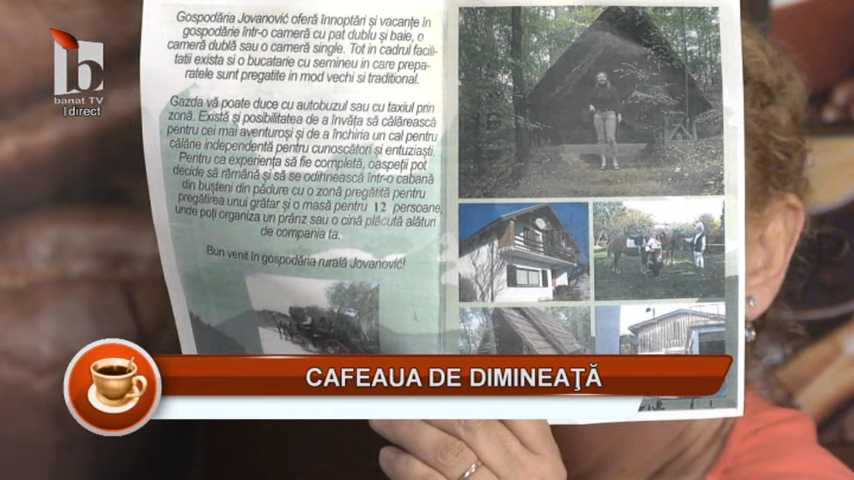 Gospodăria Jovanović oferă înnoptări și vacanțe în
gospodărie într-o cameră cu pat dublu și baie, o
cameră dublă sau o cameră single. Tot in cadrul facili-
tatii exista si o bucatarie cu semineu in care prepa-
ratele sunt pregatite in mod vechi si traditional.
Gazda vă poate duce cu autobuzul sau cu taxiul prin
zonă. Există și posibilitatea de a învăța să călărească
pentru cei mai aventuroși și de a închiria un cal pentru
călărie independentă pentru cunoscători și entuziaști.
Pentru ca experiența să fie completă, oaspeții pot
decide să rămână și să se odihnească într-o cabană
din bușteni din pădure cu o zonă pregătită pentru
pregătirea unui grătar și o masă pentru 12 persoane,
unde poți organiza un prânz sau o cină plăcută alături
de compania ta.
Bun venit în gospodăria rurală Jovanović!
b
banat TV
direct
CAFEAUA DE DIMINEAŢĂ